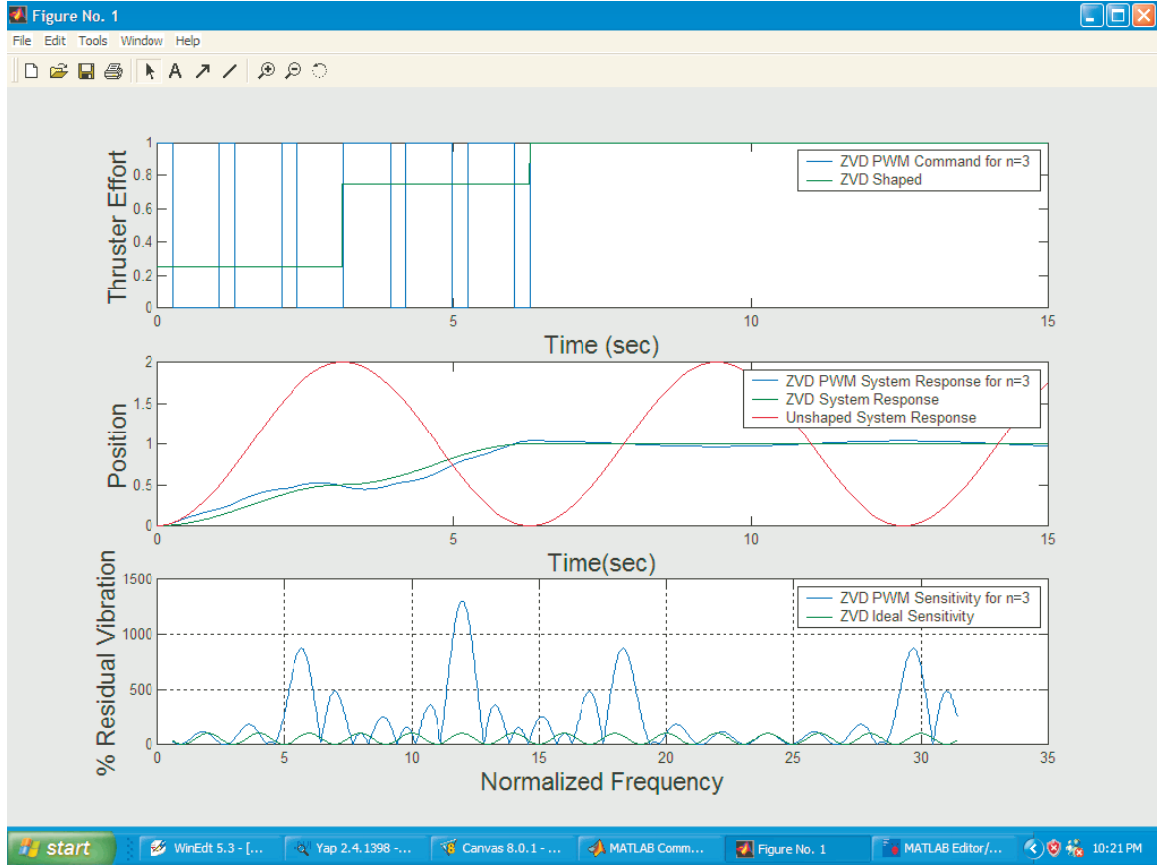 Figure No. 1
File Edit Tools Window Help
A
Thruster Effort
1
0.8
0.6
0.4
0.2
0
ZVD PWM Command for n=3
ZVD Shaped
0 5 10 15
Time (sec)
Position
2
1.5
1
0.5
0
ZVD PWM System Response for n=3
ZVD System Response
Unshaped System Response
0 5 10 15
Time(sec)
% Residual Vibration
1500
1000
500
0
ZVD PWM Sensitivity for n=3
ZVD Ideal Sensitivity
0 5 10 15 20 25 30 35
Normalized Frequency
start WinEdt 5.3 - [... Yap 2.4.1398 -... Canvas 8.0.1 - ... MATLAB Comm... Figure No. 1 MATLAB Editor/... 10:21 PM